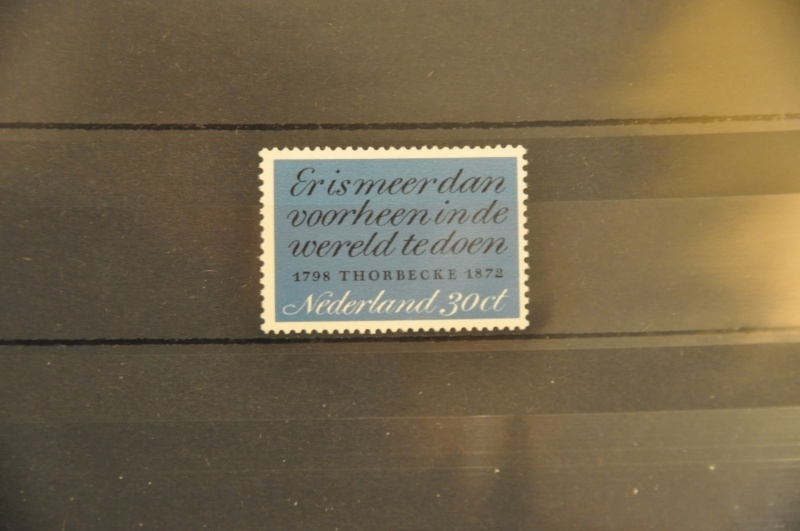 Er is meer dan
voorheen in de
wereld te doen
1798 THORBECKE 1872
Nederland 30ct